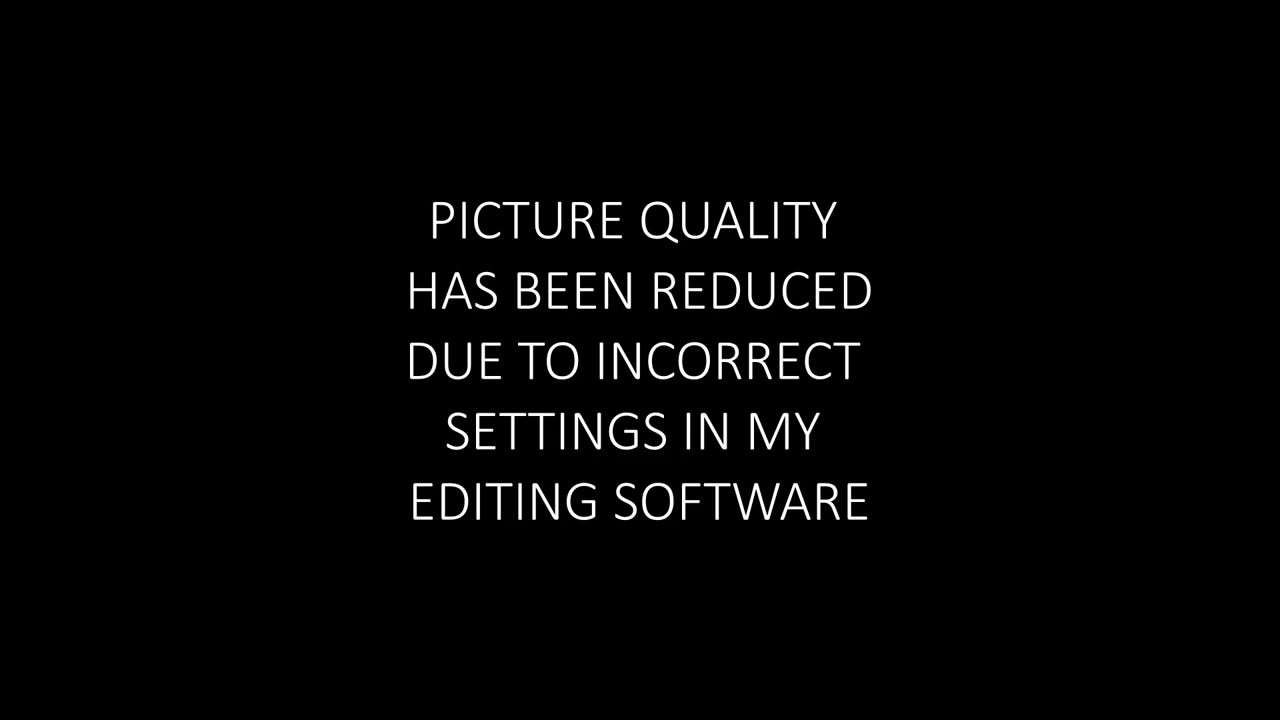 PICTURE QUALITY
HAS BEEN REDUCED
DUE TO INCORRECT
SETTINGS IN MY
EDITING SOFTWARE